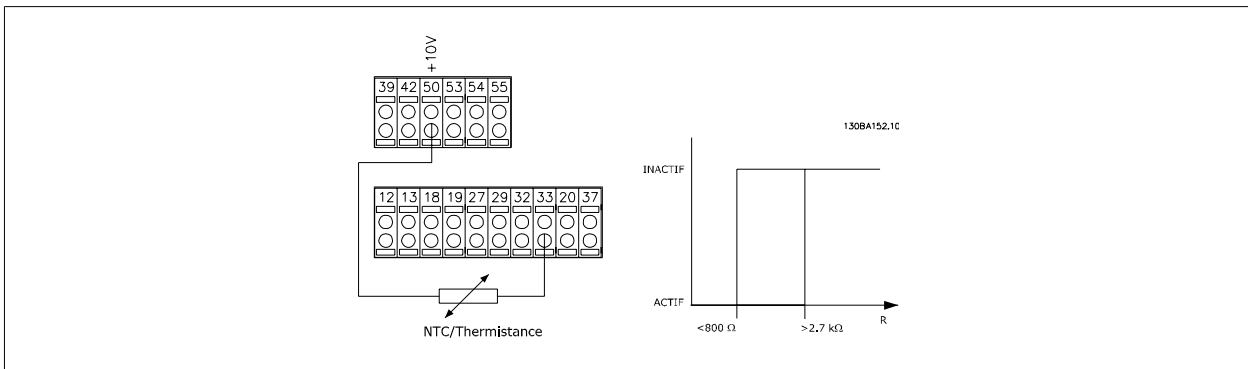 +10V
39 42 50 53 54 55
130BA152.10
INACTIF
12 13 18 19 27 29 32 33 20 37
ACTIF
R
<800 Ω >2.7 kΩ
NTC/Thermistance